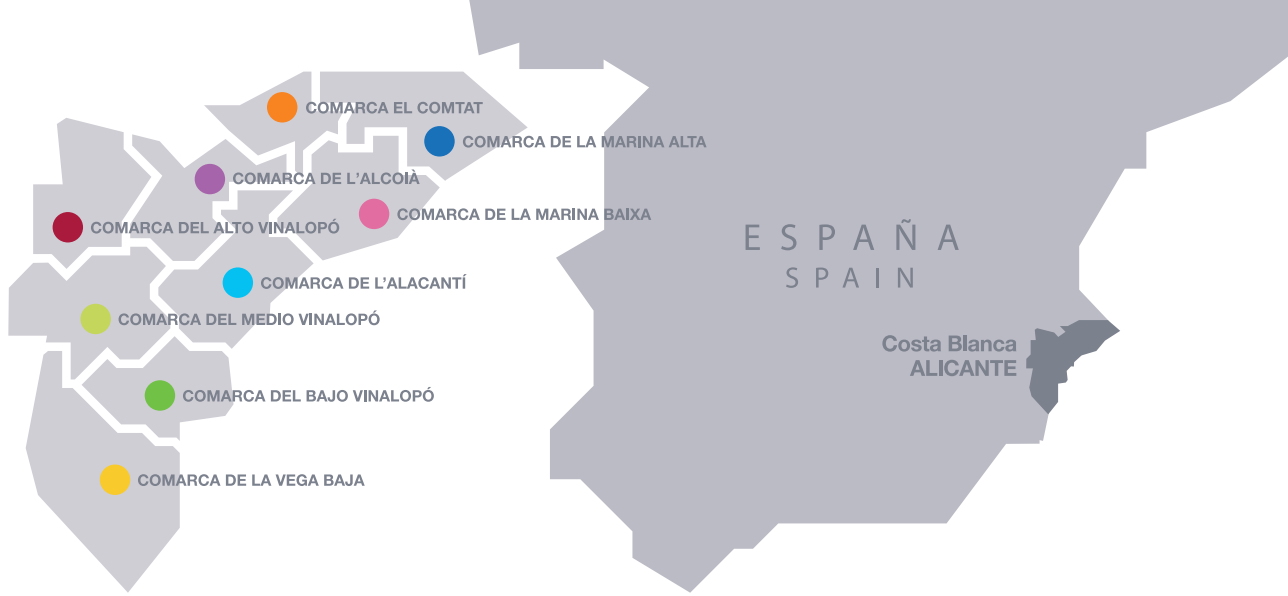 COMARCA EL COMTAT
COMARCA DE LA MARINA ALTA
COMARCA DE L'ALCOIÀ
COMARCA DE LA MARINA BAIXA
COMARCA DEL ALTO VINALOPÓ
COMARCA DE L'ALACANTÍ
COMARCA DEL MEDIO VINALOPÓ
COMARCA DEL BAJO VINALOPÓ
COMARCA DE LA VEGA BAJA
ESPAÑA
SPAIN
Costa Blanca
ALICANTE